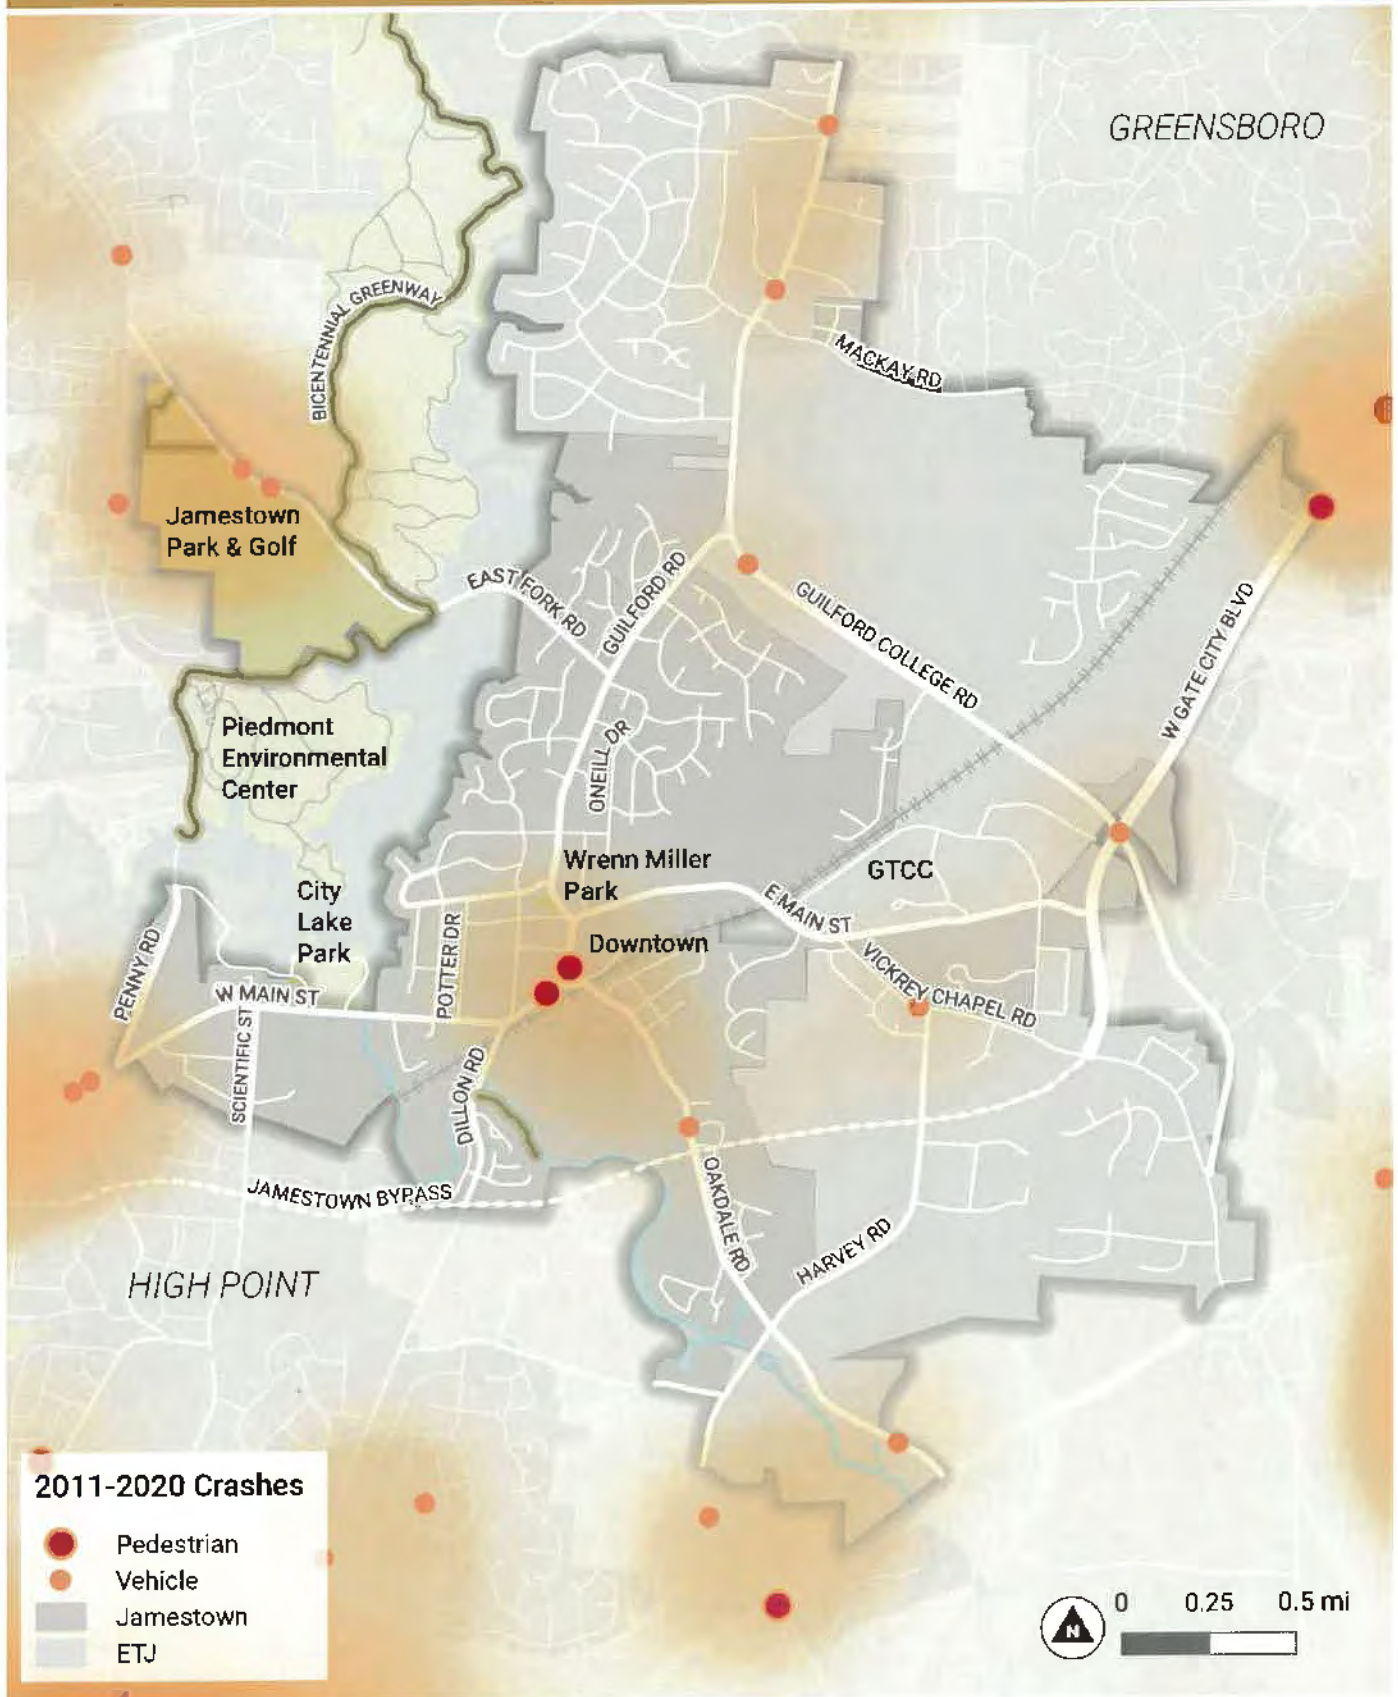 GREENSBORO
BICENTENNIAL GREENWAY
MACKAY RD
Jamestown
Park & Golf
EAST FORK RD
GUILFORD RD
GUILFORD COLLEGE RD
W GATE CITY BLVD
Piedmont
Environmental
Center
ONEILL DR
Wrenn Miller
Park
GTCC
City
Lake
Park
E MAIN ST
POTTER DR
Downtown
PENNY RD
W MAIN ST
VICKREY CHAPEL RD
SCIENTIFIC ST
DILLON RD
JAMESTOWN BYPASS
OAKDALE RD
HARVEY RD
HIGH POINT
2011-2020 Crashes
Pedestrian
Vehicle
Jamestown
ETJ
N
0 0.25 0.5 mi